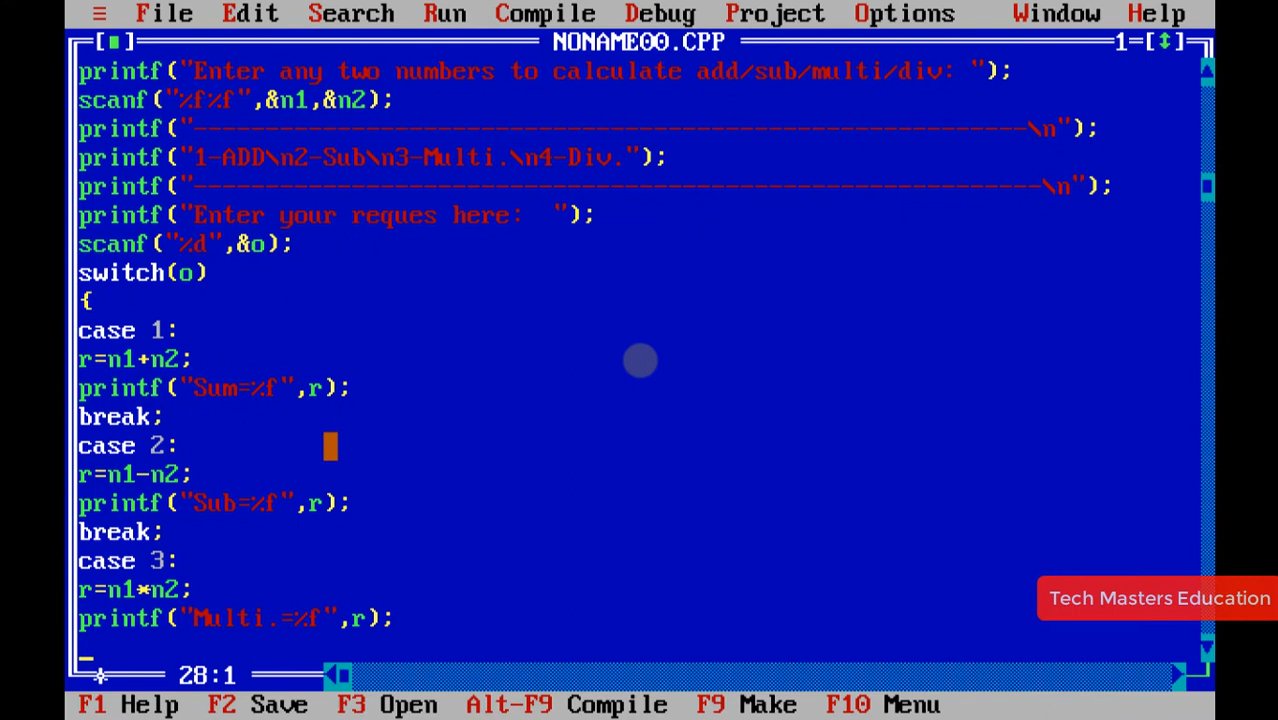 ≡ File Edit Search Run Compile Debug Project Options Window Help
[■] NONAME00.CPP 1=[↕]
printf("Enter any two numbers to calculate add/sub/multi/div: ");
scanf("%f%f",&n1,&n2);
printf("----------------------------------------------------------\n");
printf("1-ADD\n2-Sub\n3-Multi.\n4-Div.");
printf("-----------------------------------------------------------\n");
printf("Enter your reques here:  ");
scanf("%d",&o);
switch(o)
{
case 1:
r=n1+n2;
printf("Sum=%f",r);
break;
case 2:
r=n1-n2;
printf("Sub=%f",r);
break;
case 3:
r=n1*n2;
printf("Multi.=%f",r);
Tech Masters Education
28:1
F1 Help F2 Save F3 Open Alt-F9 Compile F9 Make F10 Menu